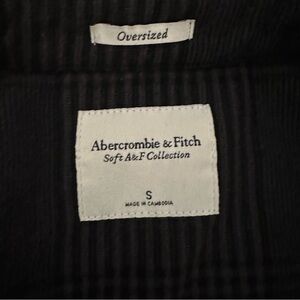 Oversized
Abercrombie & Fitch
Soft A&F Collection
S
MADE IN CAMBODIA